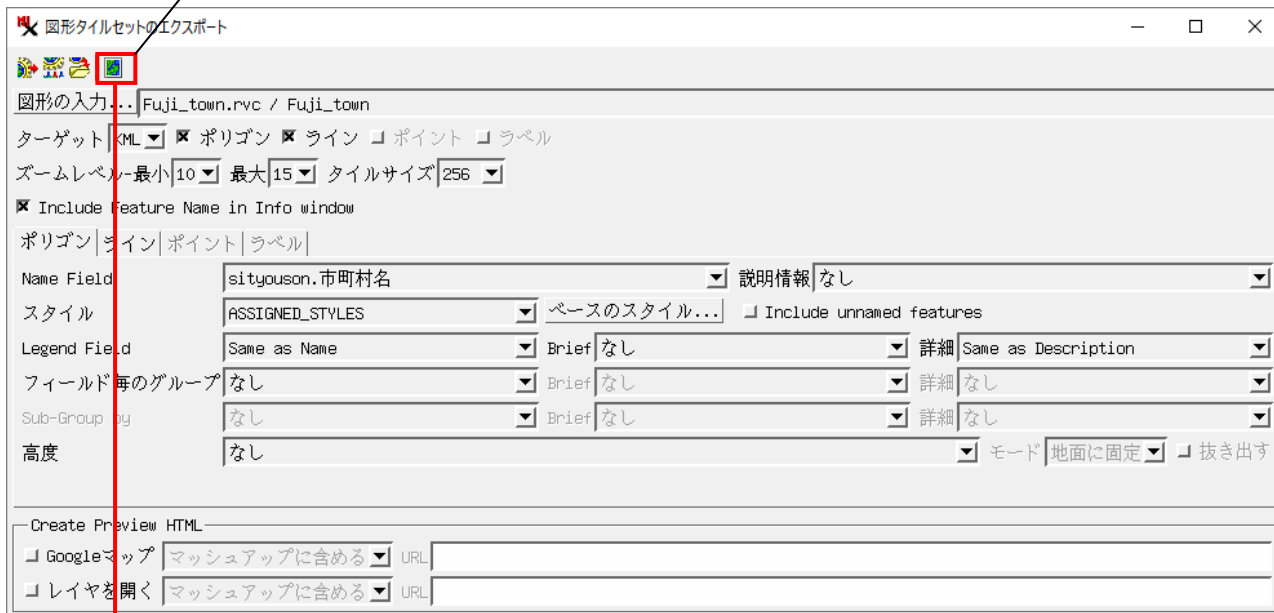 図形タイルセットのエクスポート
図形の入力... Fuji_town.rvc / Fuji_town
ターゲット KML ポリゴン ライン ポイント ラベル
ズームレベル-最小 10 最大 15 タイルサイズ 256
Include Feature Name in Info window
ポリゴン ライン ポイント ラベル
Name Field sityouson.市町村名 説明情報 なし
スタイル ASSIGNED_STYLES ベースのスタイル... Include unnamed features
Legend Field Same as Name Brief なし 詳細 Same as Description
フィールド毎のグループ なし Brief なし 詳細 なし
Sub-Group by なし Brief なし 詳細 なし
高度 なし モード 地面に固定 抜き出す
Create Preview HTML
Googleマップ マッシュアップに含める URL
レイヤを開く マッシュアップに含める URL